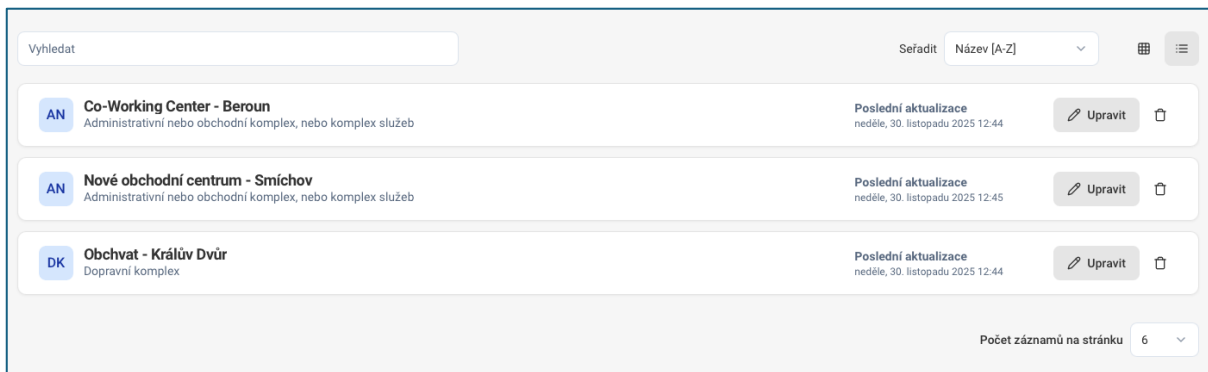 Vyhledat
Seřadit Název [A-Z]
AN
Co-Working Center - Beroun
Administrativní nebo obchodní komplex, nebo komplex služeb
Poslední aktualizace
neděle, 30. listopadu 2025 12:44
Upravit
AN
Nové obchodní centrum - Smíchov
Administrativní nebo obchodní komplex, nebo komplex služeb
Poslední aktualizace
neděle, 30. listopadu 2025 12:45
Upravit
DK
Obchvat - Králův Dvůr
Dopravní komplex
Poslední aktualizace
neděle, 30. listopadu 2025 12:44
Upravit
Počet záznamů na stránku 6